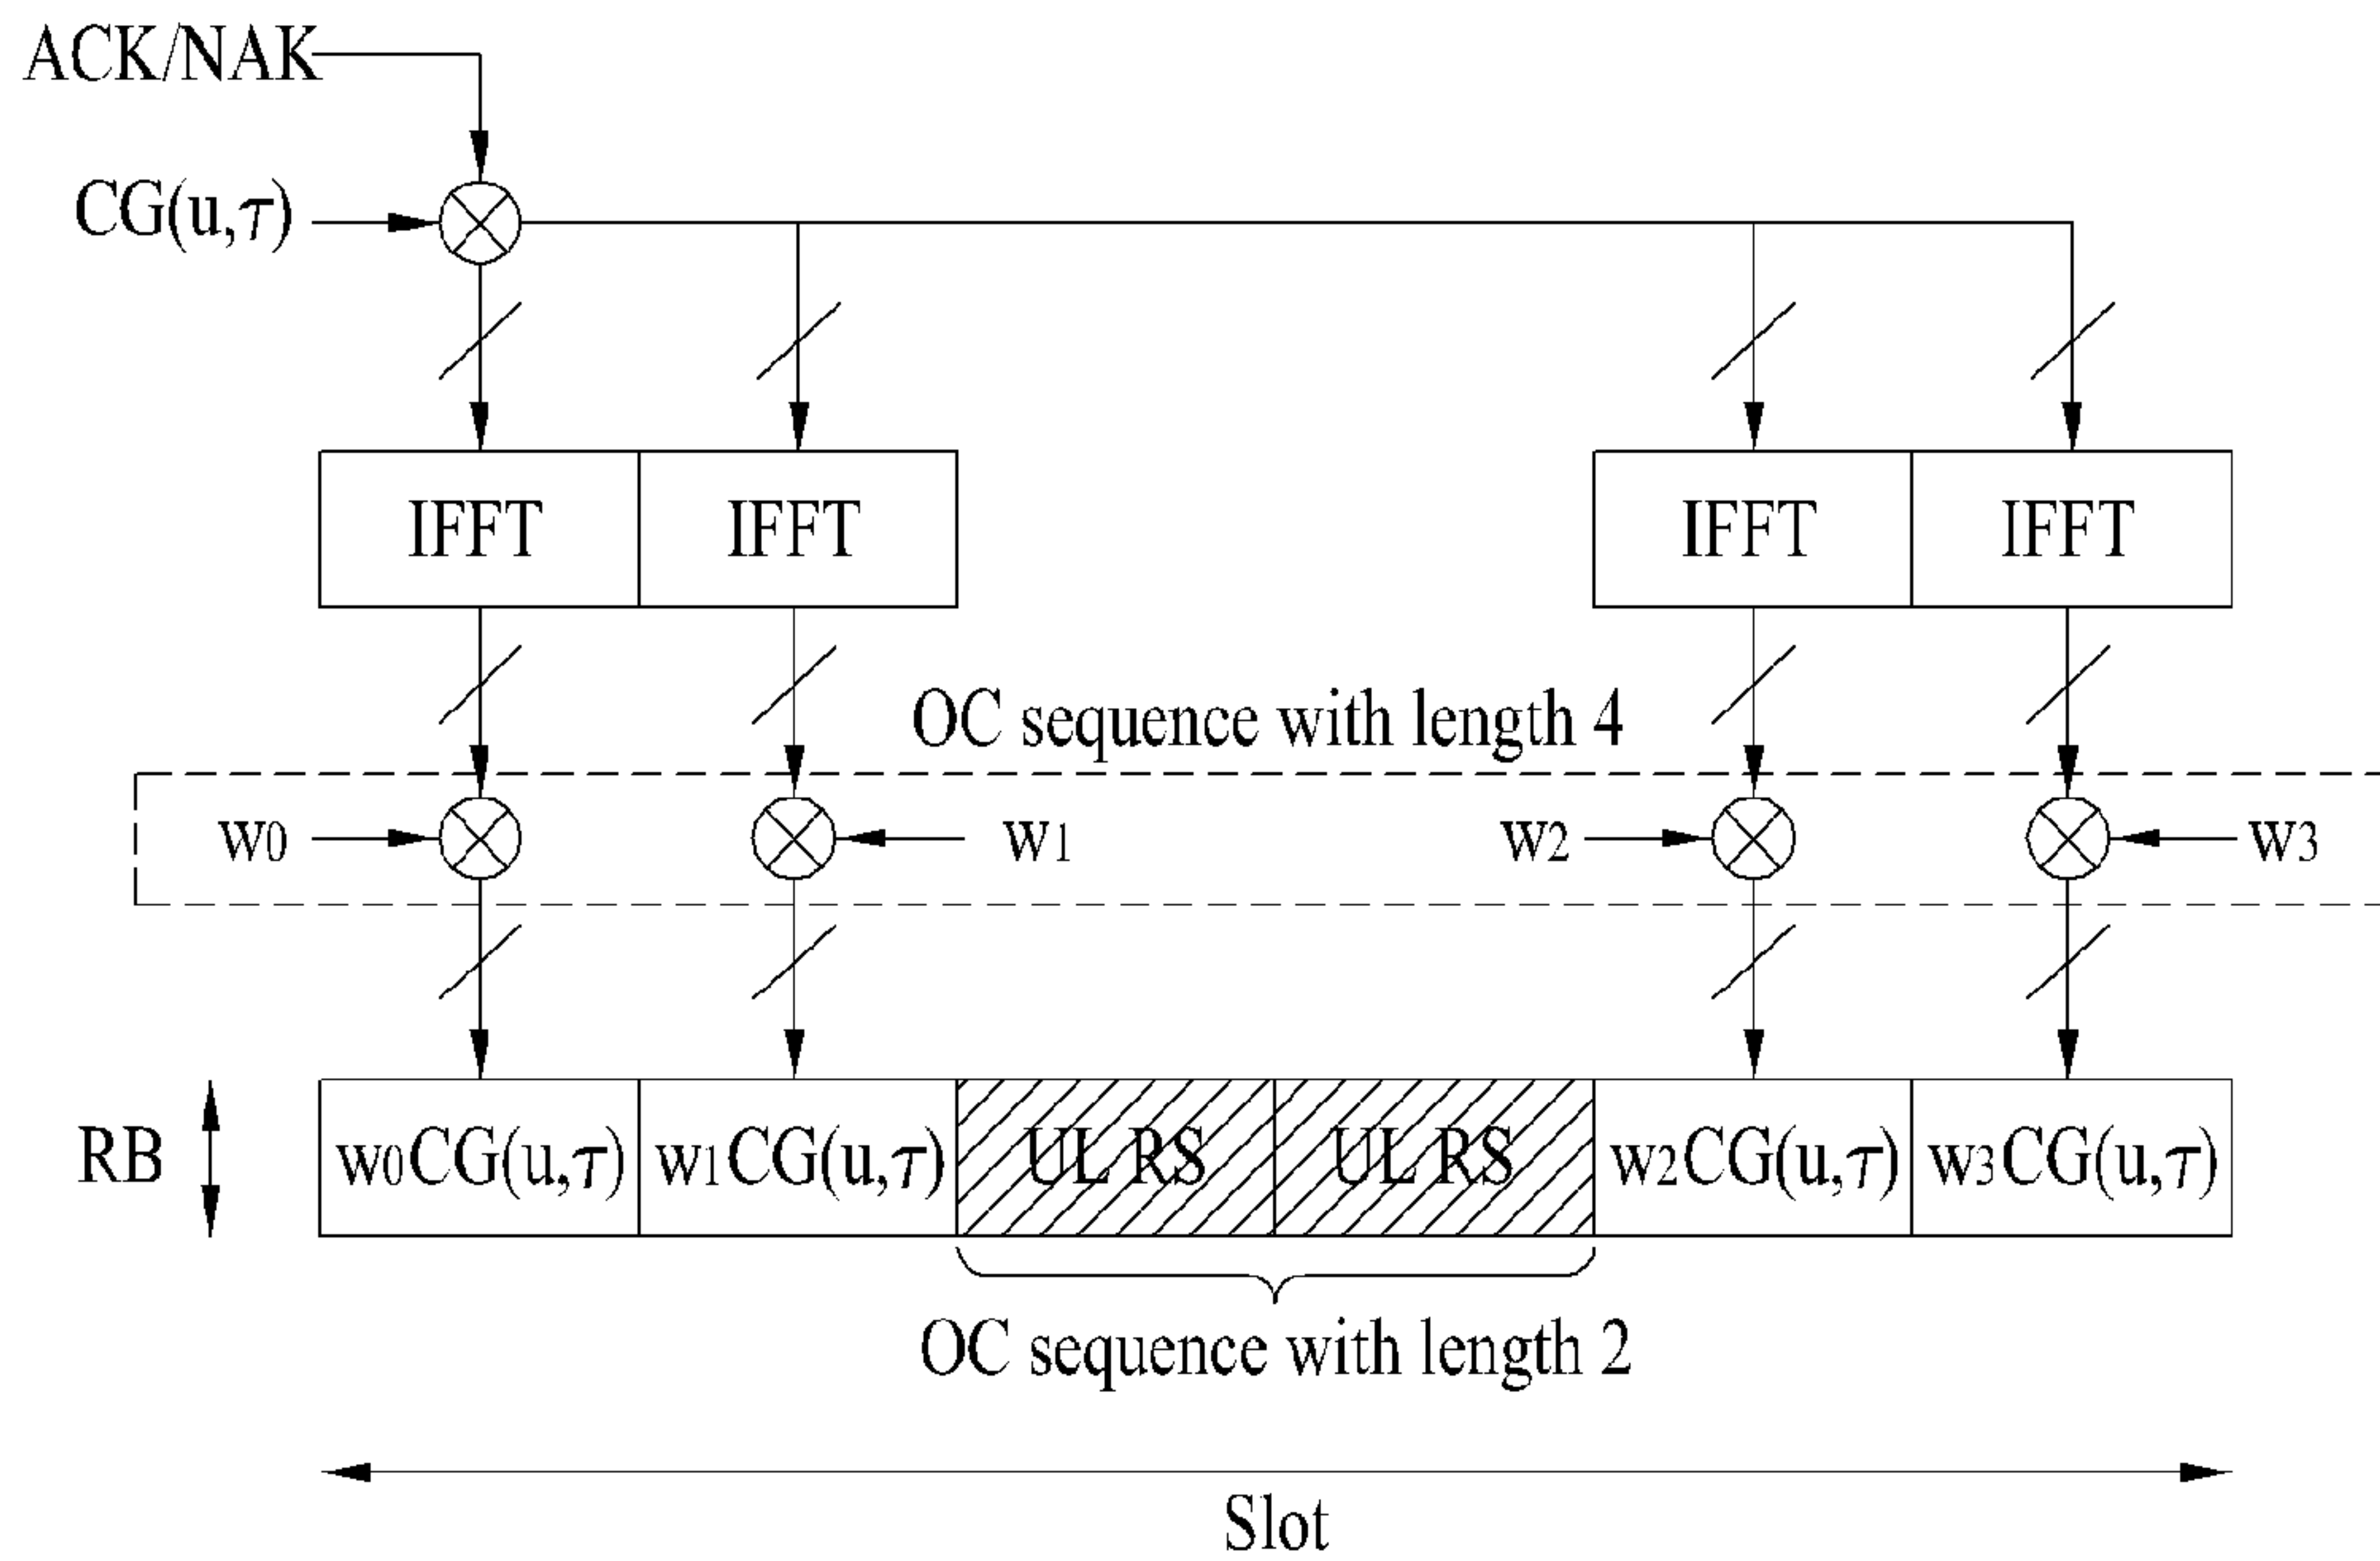 ACK/NAK
CG(u,τ)
IFFT IFFT IFFT IFFT
OC sequence with length 4
w0 w1 w2 w3
RB w0CG(u,τ) w1CG(u,τ) UL RS UL RS w2CG(u,τ) w3CG(u,τ)
OC sequence with length 2
Slot